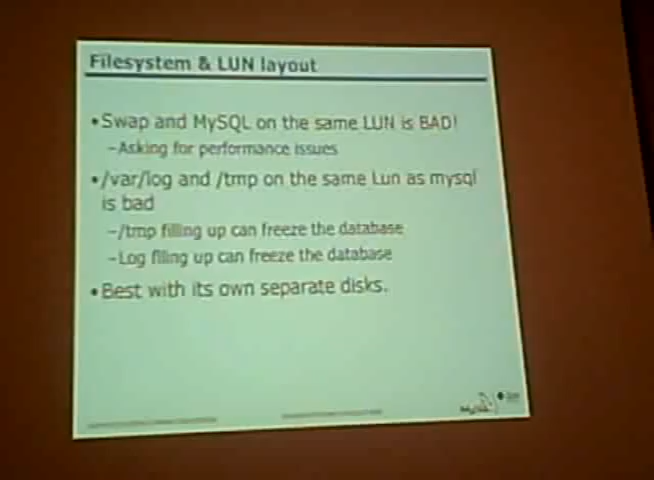 Filesystem & LUN layout
•Swap and MySQL on the same LUN is BAD!
–Asking for performance issues
•/var/log and /tmp on the same Lun as mysql
is bad
–/tmp filling up can freeze the database
–Log filing up can freeze the database
•Best with its own separate disks.
MySQL